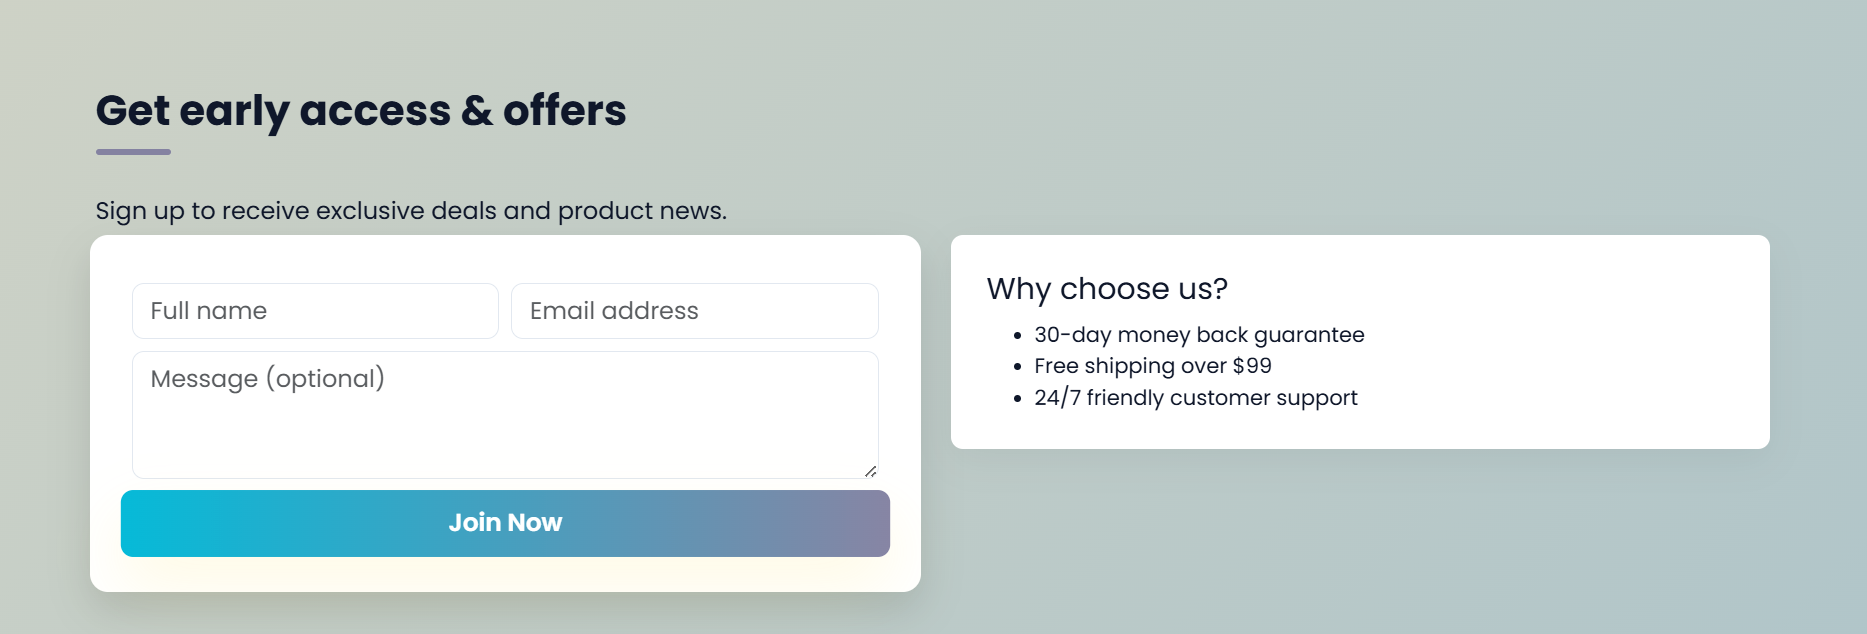 Get early access & offers
Sign up to receive exclusive deals and product news.
Full name
Email address
Message (optional)
Join Now
Why choose us?
30-day money back guarantee
Free shipping over $99
24/7 friendly customer support